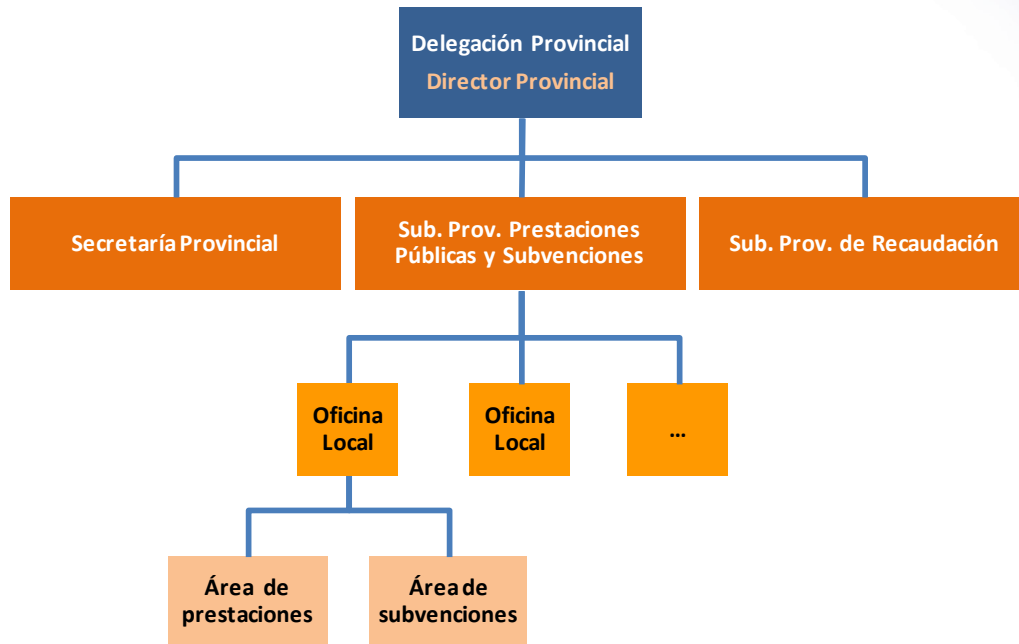 Delegación Provincial
Director Provincial
Secretaría Provincial
Sub. Prov. Prestaciones
Públicas y Subvenciones
Sub. Prov. de Recaudación
Oficina
Local
Oficina
Local
...
Área de
prestaciones
Área de
subvenciones